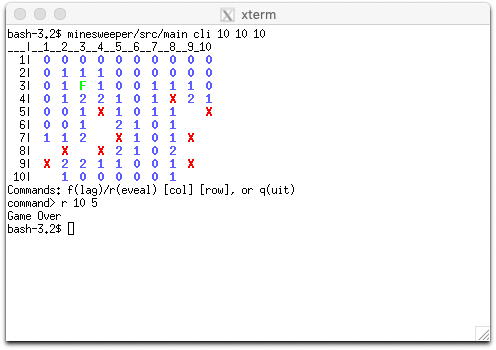 xterm
bash-3.2$ minesweeper/src/main cli 10 10 10
___|__1__2__3__4__5__6__7__8__9_10
  1|  0  0  0  0  0  0  0  0  0  0
  2|  0  1  1  1  0  0  0  0  0  0
  3|  0  1  F  1  0  0  1  1  1  0
  4|  0  1  2  2  1  0  1  X  2  1
  5|  0  0  1  X  1  0  1  1     X
  6|  0  0  1     2  1  0  1
  7|  1  1  2     X  1  0  1  X
  8|     X     X  2  1  0  2
  9|  X  2  2  1  1  0  0  1  X
 10|     1  0  0  0  0  0  1
Commands: f(lag)/r(eveal) [col] [row], or q(uit)
command> r 10 5
Game Over
bash-3.2$